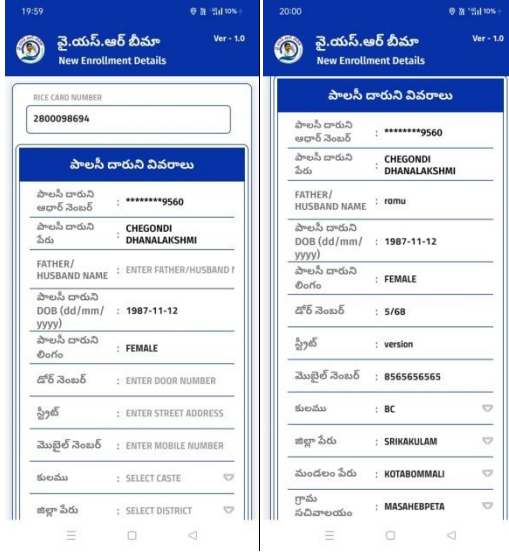 19:59
10%
వై.యస్.ఆర్ బీమా
Ver - 1.0
New Enrollment Details
RICE CARD NUMBER
2800098694
పాలసీ దారుని వివరాలు
పాలసీ దారుని
ఆధార్ నెంబర్ : ********9560
పాలసీ దారుని
పేరు : CHEGONDI
DHANALAKSHMI
FATHER/
HUSBAND NAME : ENTER FATHER/HUSBAND
పాలసీ దారుని
DOB (dd/mm/
yyyy) : 1987-11-12
పాలసీ దారుని
లింగం : FEMALE
డోర్ నెంబర్ : ENTER DOOR NUMBER
స్ట్రీట్ : ENTER STREET ADDRESS
మొబైల్ నెంబర్ : ENTER MOBILE NUMBER
కులము : SELECT CASTE
జిల్లా పేరు : SELECT DISTRICT
20:00
10%
వై.యస్.ఆర్ బీమా
Ver - 1.0
New Enrollment Details
పాలసీ దారుని వివరాలు
పాలసీ దారుని
ఆధార్ నెంబర్ : ********9560
పాలసీ దారుని
పేరు : CHEGONDI
DHANALAKSHMI
FATHER/
HUSBAND NAME : ramu
పాలసీ దారుని
DOB (dd/mm/
yyyy) : 1987-11-12
పాలసీ దారుని
లింగం : FEMALE
డోర్ నెంబర్ : 5/68
స్ట్రీట్ : version
మొబైల్ నెంబర్ : 8565656565
కులము : BC
జిల్లా పేరు : SRIKAKULAM
మండలం పేరు : KOTABOMMALI
గ్రామ
సచివాలయం : MASAHEBPETA